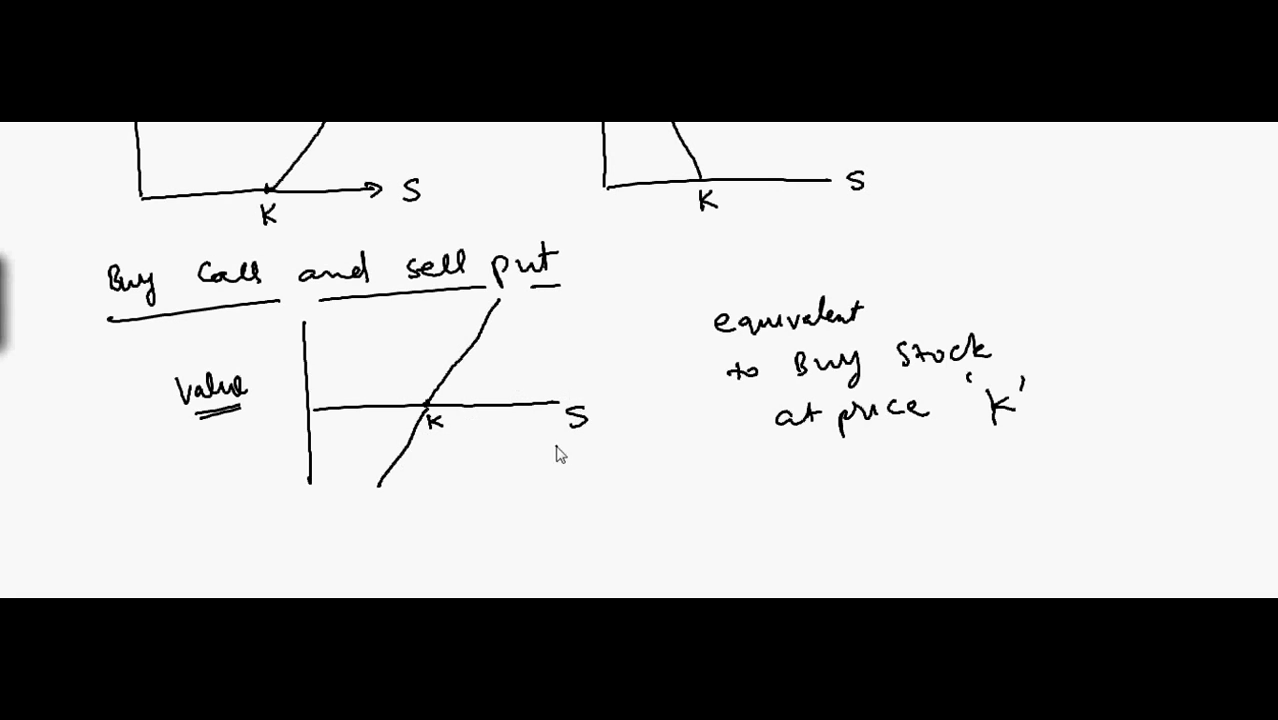 S
K
S
K
Buy Call and sell put
Value
K
S
equivalent
to Buy stock
at price 'K'